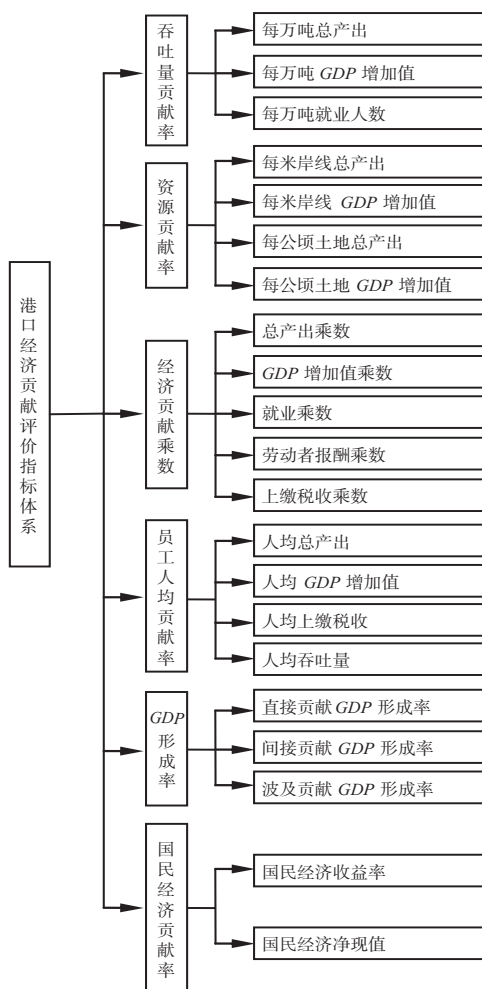 港口经济贡献评价指标体系
吞吐量贡献率
每万吨总产出
每万吨 GDP 增加值
每万吨就业人数
资源贡献率
每米岸线总产出
每米岸线 GDP 增加值
每公顷土地总产出
每公顷土地 GDP 增加值
经济贡献乘数
总产出乘数
GDP 增加值乘数
就业乘数
劳动者报酬乘数
上缴税收乘数
员工人均贡献率
人均总产出
人均 GDP 增加值
人均上缴税收
人均吞吐量
GDP
形成率
直接贡献 GDP 形成率
间接贡献 GDP 形成率
波及贡献 GDP 形成率
国民经济贡献率
国民经济收益率
国民经济净现值